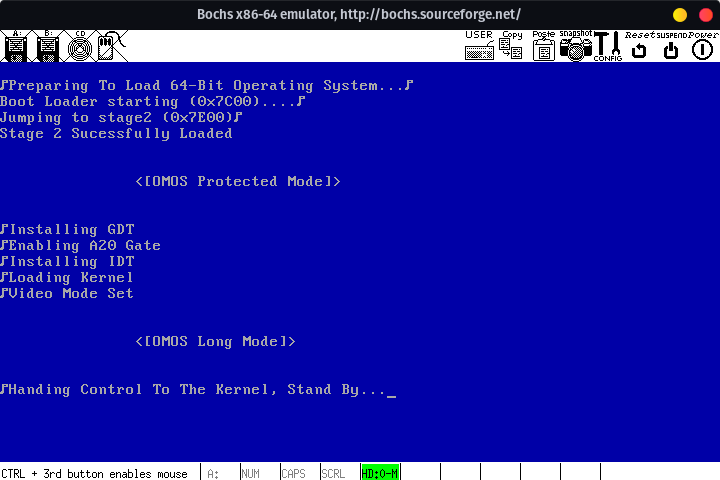 Bochs x86-64 emulator, http://bochs.sourceforge.net/
A: B: CD USER Copy Paste snapshot CONFIG Reset SUSPEND Power
♪Preparing To Load 64-Bit Operating System...♪
Boot Loader starting (0x7C00)....♪
Jumping to stage2 (0x7E00)♪
Stage 2 Sucessfully Loaded
<[OMOS Protected Mode]>
♪Installing GDT
♪Enabling A20 Gate
♪Installing IDT
♪Loading Kernel
♪Video Mode Set
<[OMOS Long Mode]>
♪Handing Control To The Kernel, Stand By..._
CTRL + 3rd button enables mouse A: NUM CAPS SCRL HD:0-M